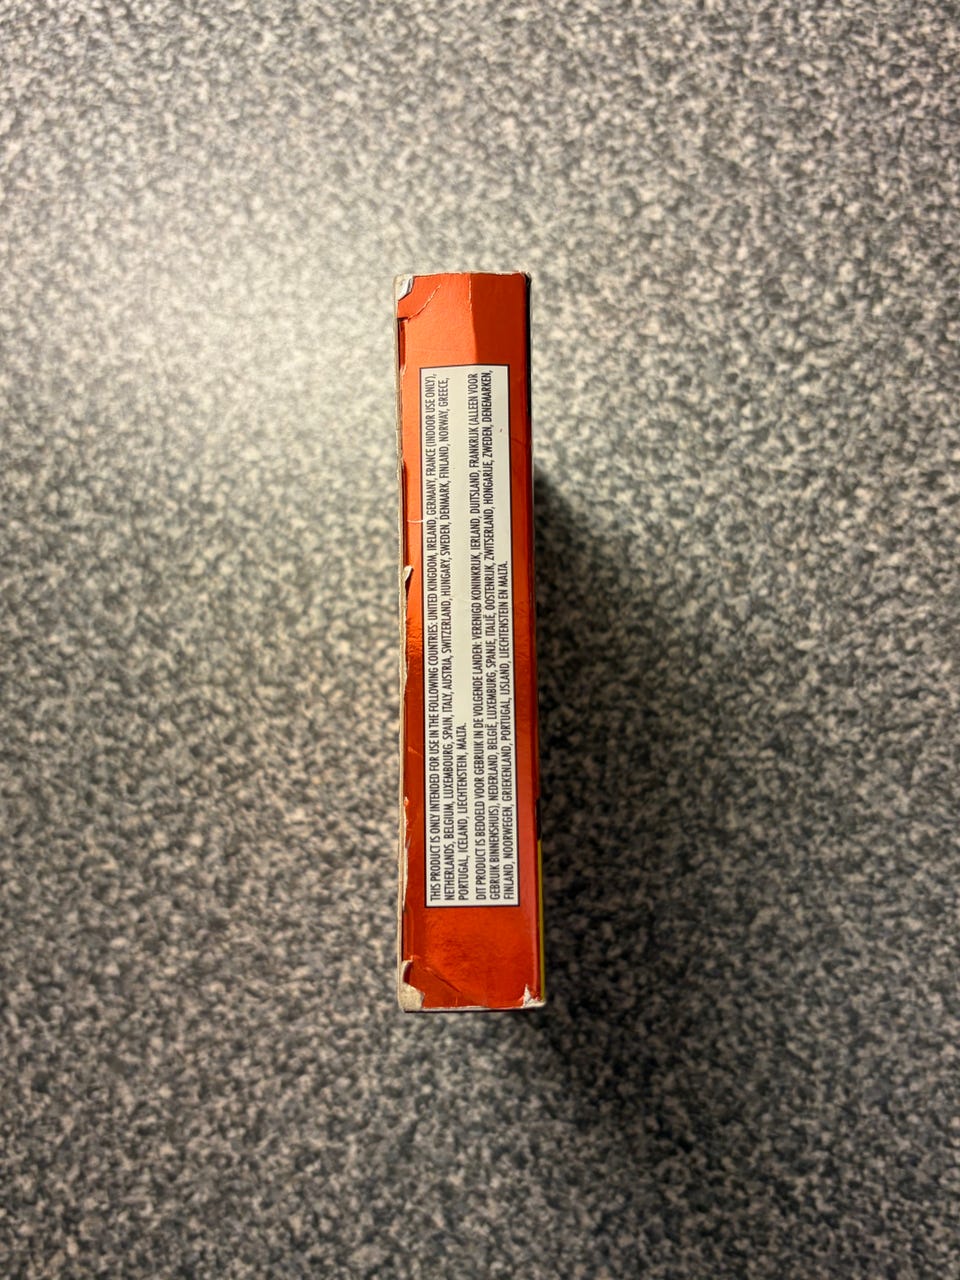 THIS PRODUCT IS ONLY INTENDED FOR USE IN THE FOLLOWING COUNTRIES: UNITED KINGDOM, IRELAND, GERMANY, FRANCE (INDOOR USE ONLY),
NETHERLANDS, BELGIUM, LUXEMBOURG, SPAIN, ITALY, AUSTRIA, SWITZERLAND, HUNGARY, SWEDEN, DENMARK, FINLAND, NORWAY, GREECE,
PORTUGAL, ICELAND, LIECHTENSTEIN, MALTA.
DIT PRODUCT IS BEDOELD VOOR GEBRUIK IN DE VOLGENDE LANDEN: VERENIGD KONINKRIJK, IERLAND, DUITSLAND, FRANKRIJK (ALLEEN VOOR
GEBRUIK BINNENSHUIS), NEDERLAND, BELGIË, LUXEMBURG, SPANJE, ITALIË, OOSTENRIJK, ZWITSERLAND, HONGARIJE, ZWEDEN, DENEMARKEN,
FINLAND, NOORWEGEN, GRIEKENLAND, PORTUGAL, IJSLAND, LIECHTENSTEIN EN MALTA.